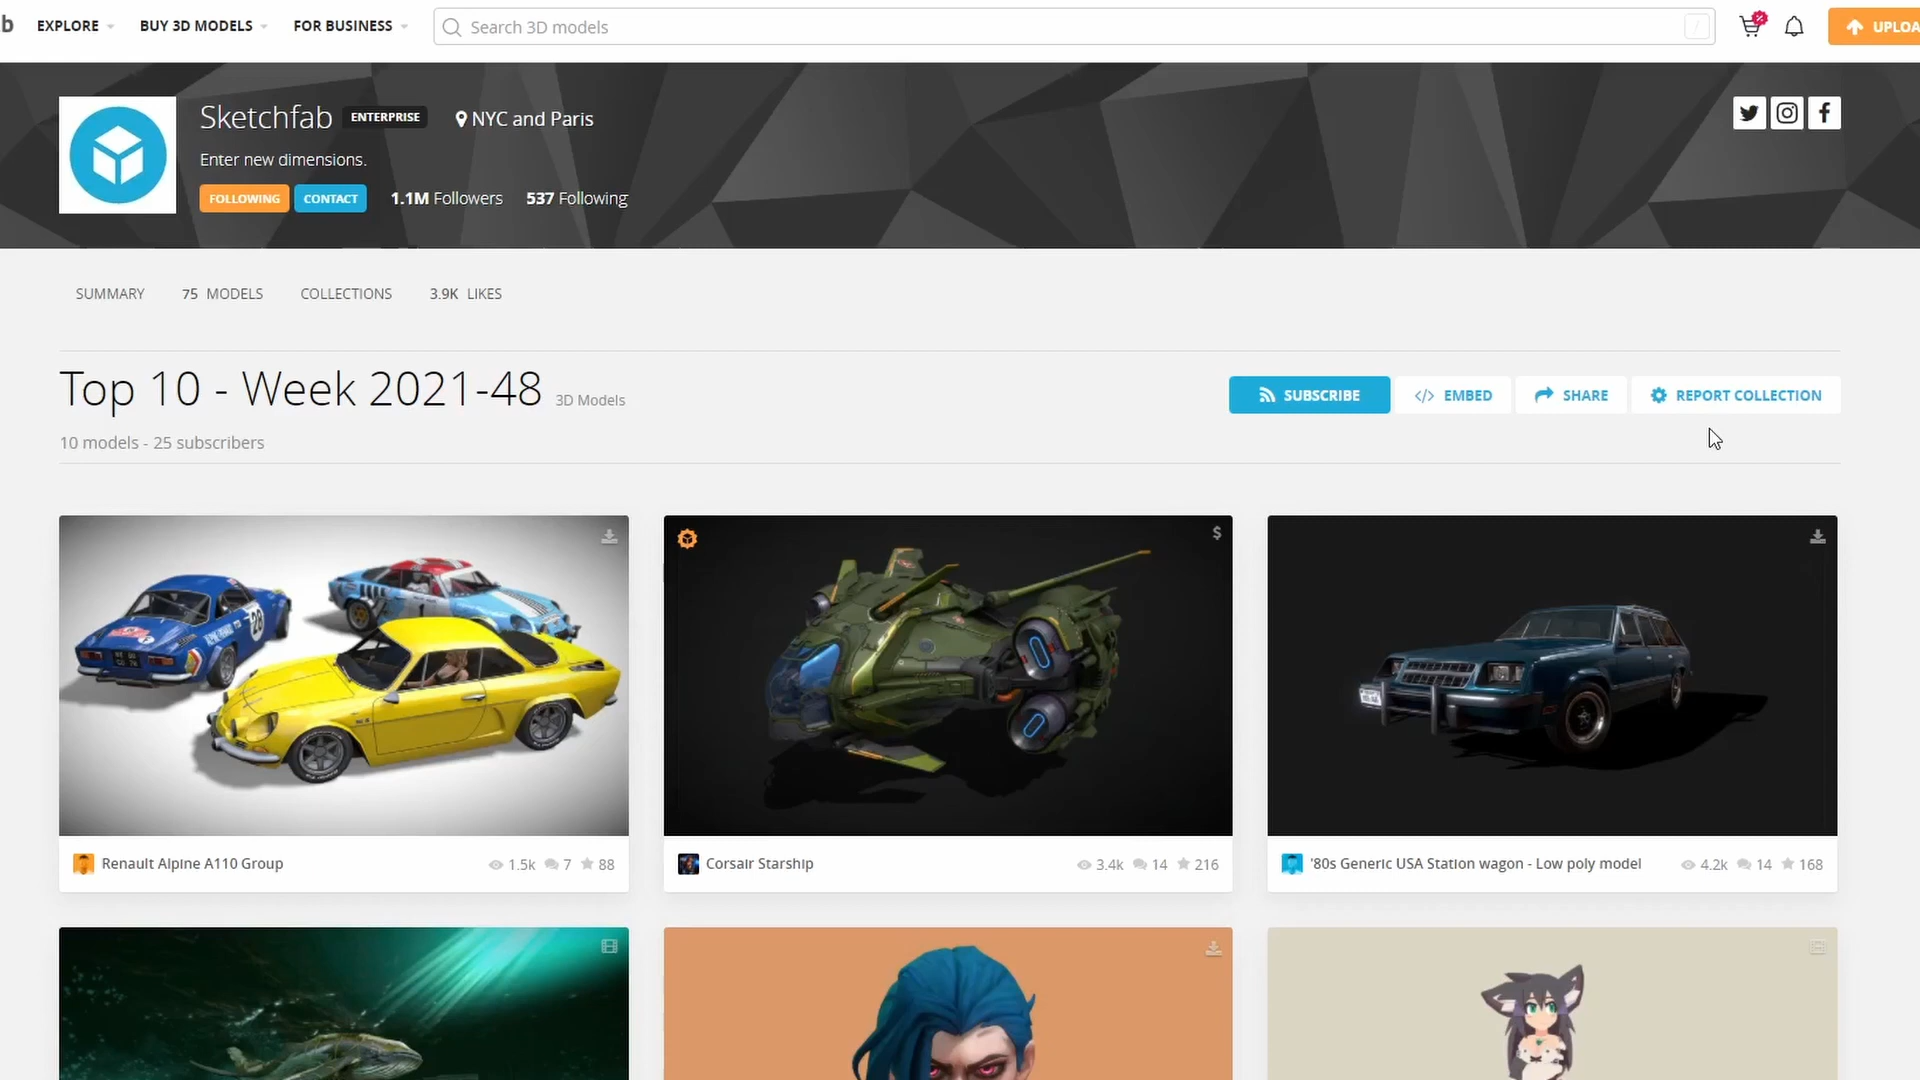 b EXPLORE BUY 3D MODELS FOR BUSINESS Search 3D models / UPLOA
Sketchfab ENTERPRISE NYC and Paris
Enter new dimensions.
FOLLOWING CONTACT 1.1M Followers 537 Following
SUMMARY 75 MODELS COLLECTIONS 3.9K LIKES
Top 10 - Week 2021-48 3D Models
SUBSCRIBE EMBED SHARE REPORT COLLECTION
10 models - 25 subscribers
28
$
Renault Alpine A110 Group 1.5k 7 88
Corsair Starship 3.4k 14 216
'80s Generic USA Station wagon - Low poly model 4.2k 14 168